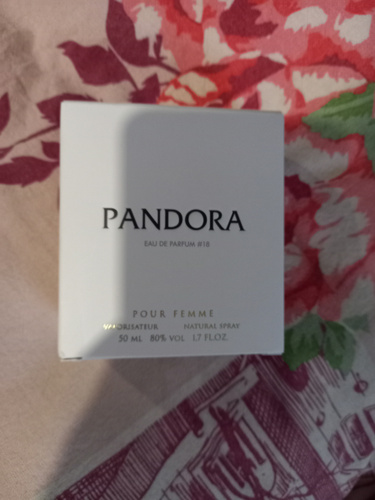 PANDORA
EAU DE PARFUM #18
POUR FEMME
VAPORISATEUR NATURAL SPRAY
50 ML 80% VOL 1.7 FL.OZ.